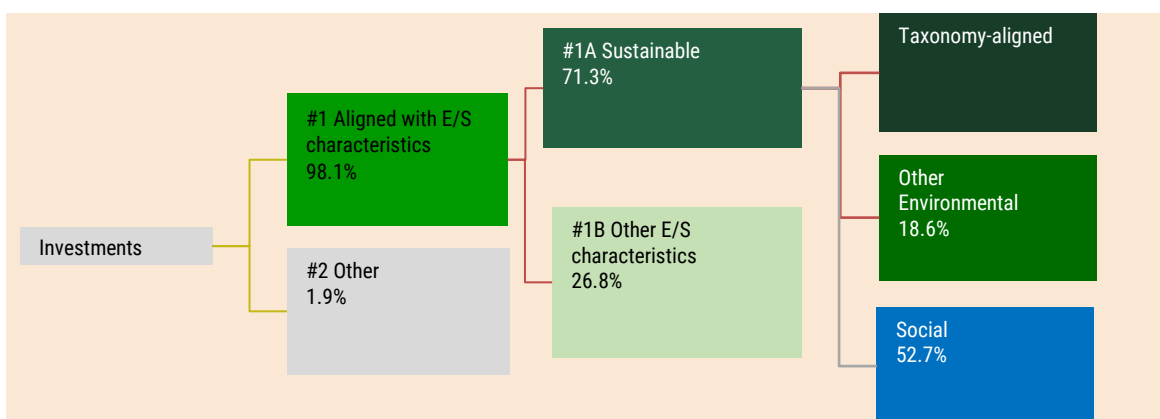 Investments
#1 Aligned with E/S
characteristics
98.1%
#2 Other
1.9%
#1A Sustainable
71.3%
#1B Other E/S
characteristics
26.8%
Taxonomy-aligned
Other
Environmental
18.6%
Social
52.7%